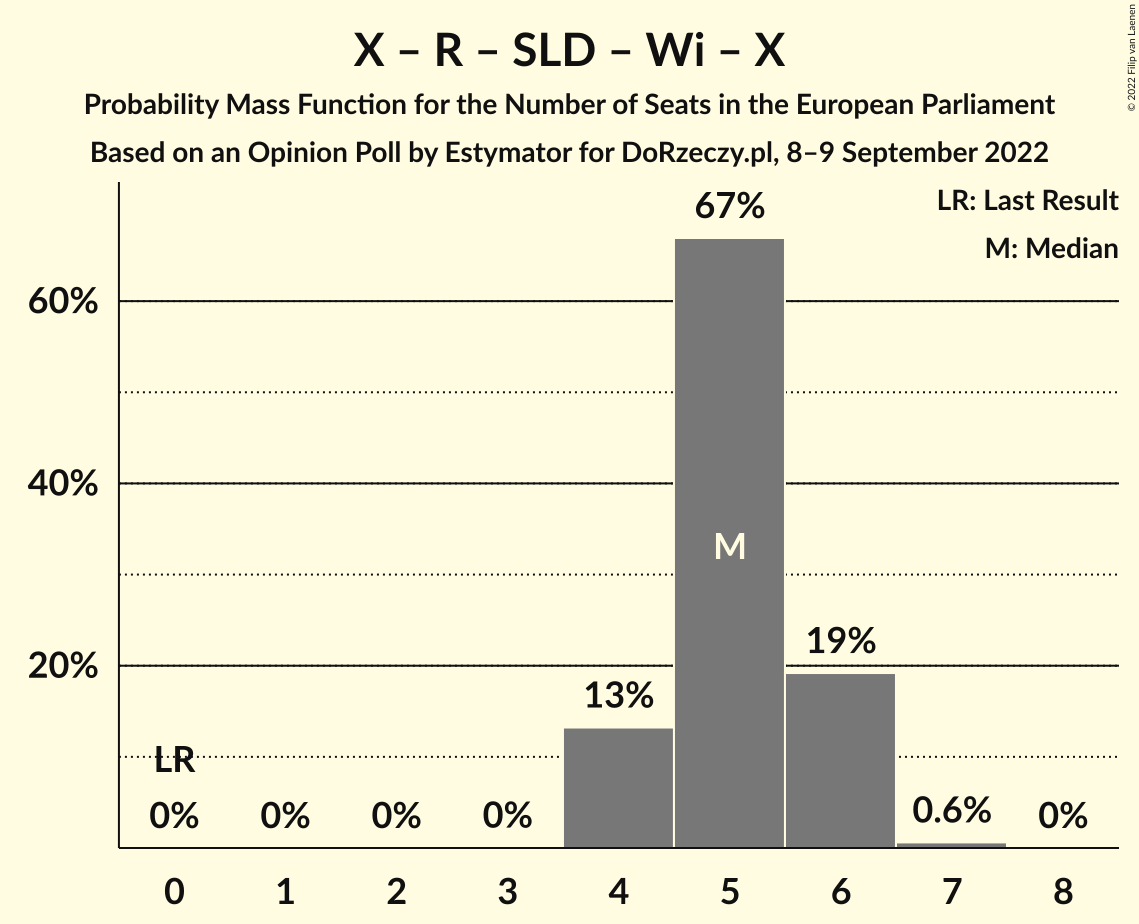 X – R – SLD – Wi – X
Probability Mass Function for the Number of Seats in the European Parliament
Based on an Opinion Poll by Estymator for DoRzeczy.pl, 8–9 September 2022
© 2022 Filip van Laenen
LR: Last Result
M: Median
67%
60%
40%
M
19%
20%
13%
LR
0%
0%
0%
0%
0.6%
0%
0 1 2 3 4 5 6 7 8